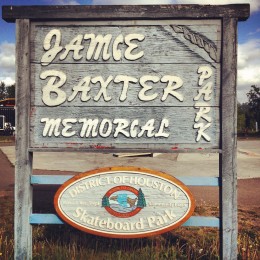 JAMIE
BAXTER
MEMORIAL
PARK
DISTRICT OF HOUSTON
SKATEBOARD PARK